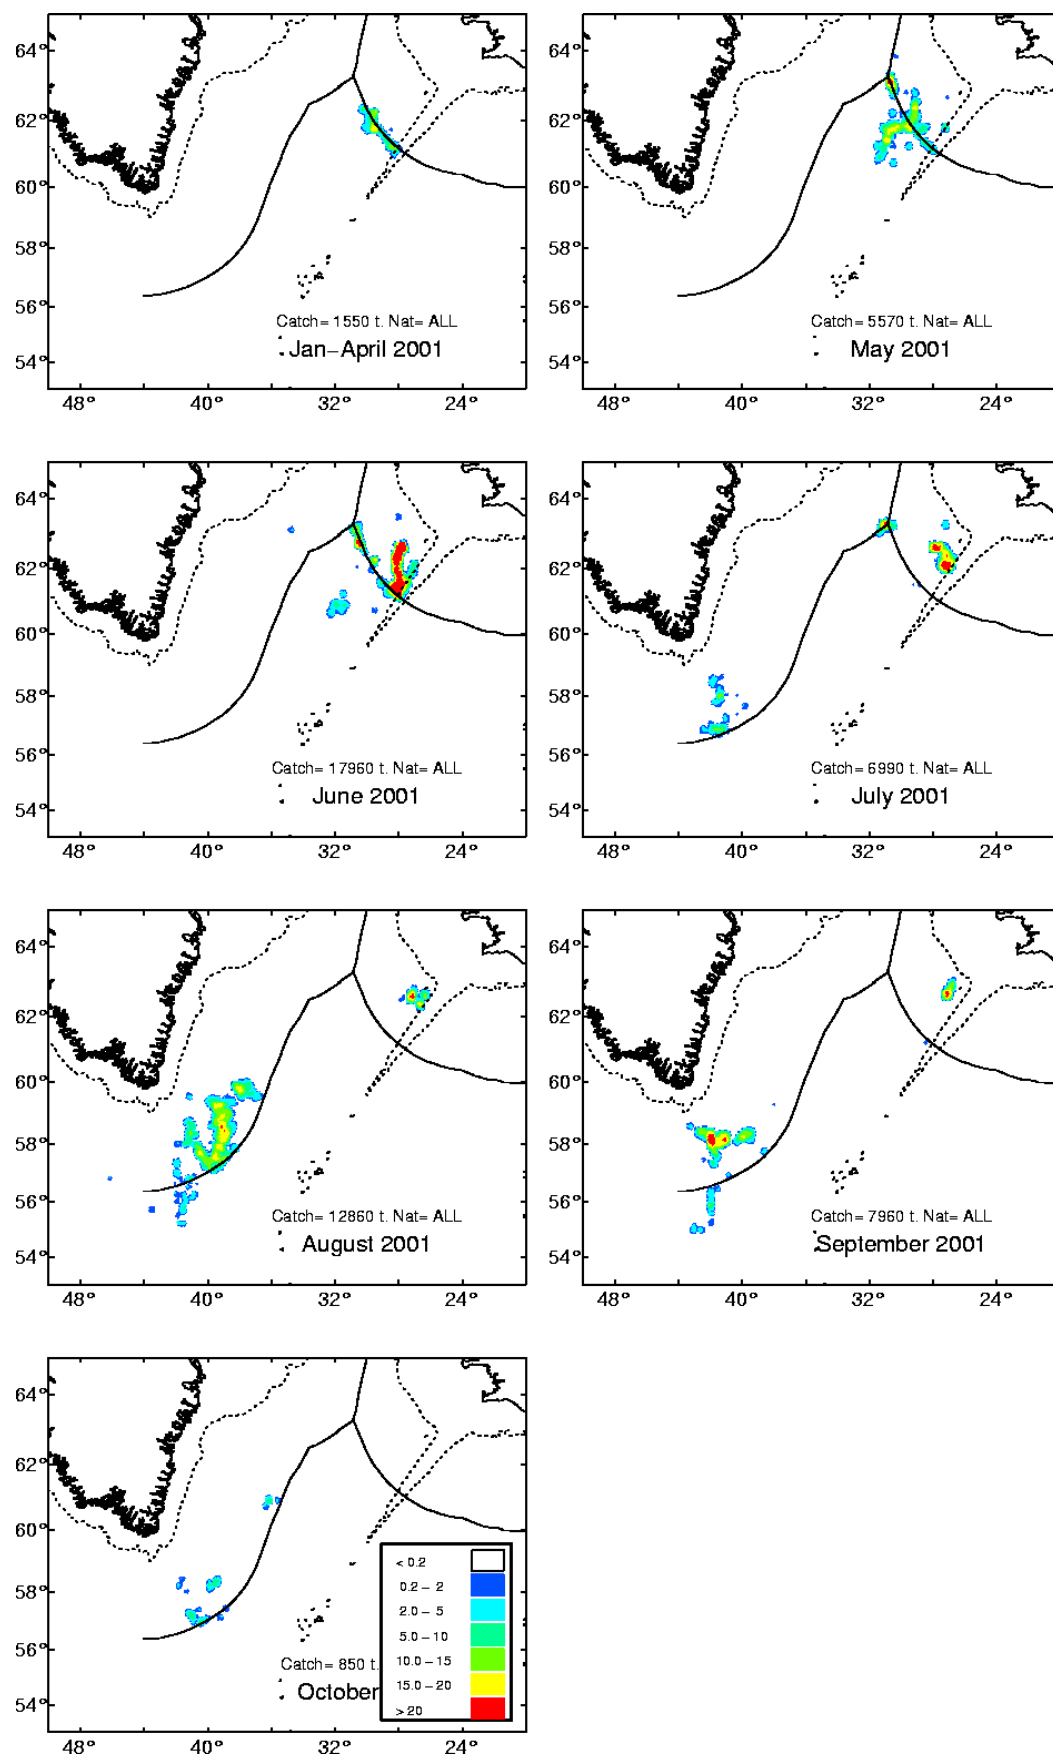 64°
62°
60°
58°
56°
54°
Catch= 1550 t. Nat= ALL
Jan-April 2001
48° 40° 32° 24°
64°
62°
60°
58°
56°
54°
Catch= 5570 t. Nat= ALL
May 2001
48° 40° 32° 24°
64°
62°
60°
58°
56°
54°
Catch= 17960 t. Nat= ALL
June 2001
48° 40° 32° 24°
64°
62°
60°
58°
56°
54°
Catch= 6990 t. Nat= ALL
July 2001
48° 40° 32° 24°
64°
62°
60°
58°
56°
54°
Catch= 12860 t. Nat= ALL
August 2001
48° 40° 32° 24°
64°
62°
60°
58°
56°
54°
Catch= 7960 t. Nat= ALL
September 2001
48° 40° 32° 24°
64°
62°
60°
58°
56°
54°
Catch= 850 t.
October
< 0.2
0.2 – 2
2.0 – 5
5.0 – 10
10.0 – 15
15.0 – 20
> 20
48° 40° 32° 24°